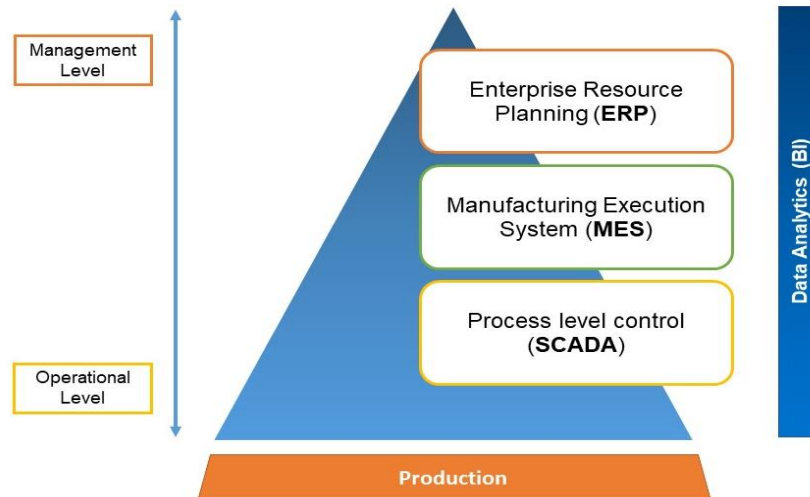 Management
Level
Enterprise Resource
Planning (ERP)
Manufacturing Execution
System (MES)
Process level control
(SCADA)
Operational
Level
Data Analytics (BI)
Production